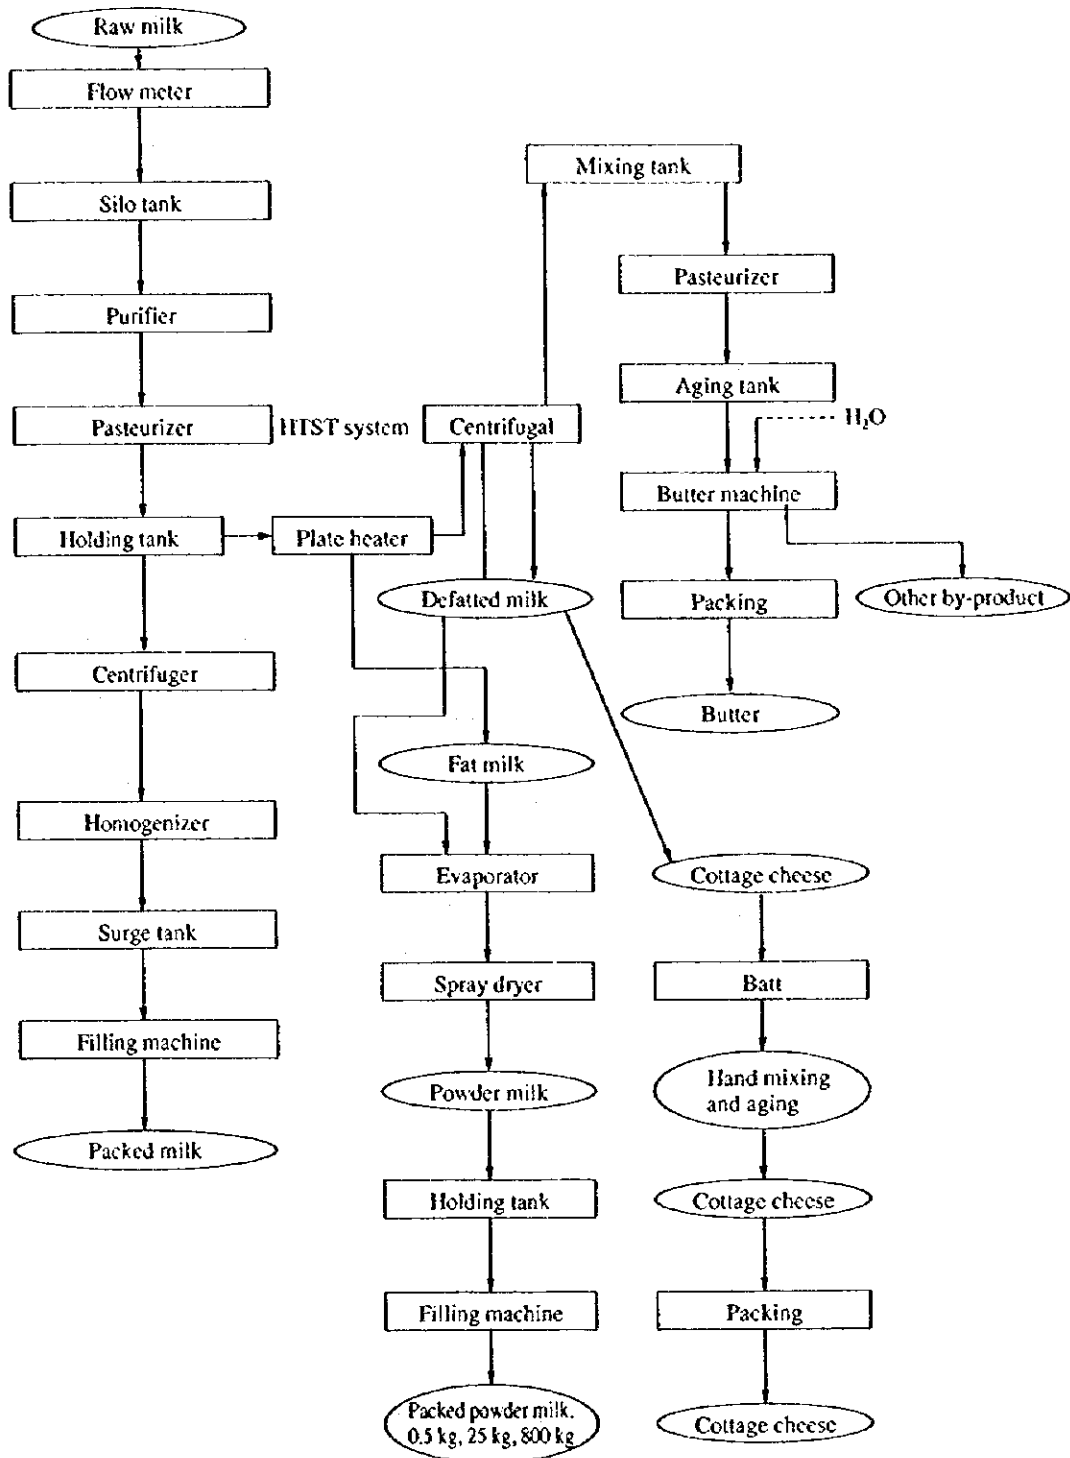 Raw milk
Flow meter
Silo tank
Purifier
Pasteurizer
HTST system
Holding tank
Centrifuger
Homogenizer
Surge tank
Filling machine
Packed milk
Plate heater
Centrifugal
Defatted milk
Fat milk
Evaporator
Spray dryer
Powder milk
Holding tank
Filling machine
Packed powder milk.
0.5 kg, 25 kg, 800 kg
Mixing tank
Pasteurizer
Aging tank
H₂O
Butter machine
Packing
Other by-product
Butter
Cottage cheese
Batt
Hand mixing
and aging
Cottage cheese
Packing
Cottage cheese